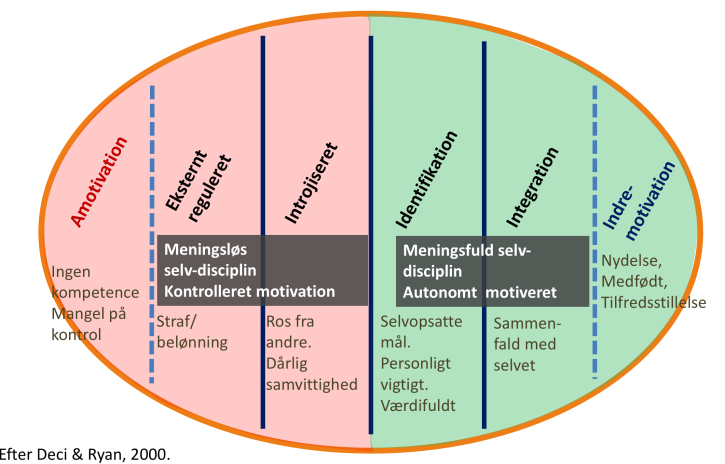 Amotivation
Eksternt
reguleret
Introjiseret
Identifikation
Integration
Indre-
motivation
Meningsløs
selv-disciplin
Kontrolleret motivation
Meningsfuld selv-
disciplin
Autonomt motiveret
Ingen
kompetence
Mangel på
kontrol
Straf/
belønning
Ros fra
andre.
Dårlig
samvittighed
Selvopsatte
mål.
Personligt
vigtigt.
Værdifuldt
Sammen-
fald med
selvet
Nydelse,
Medfødt,
Tilfredsstillelse
Efter Deci & Ryan, 2000.